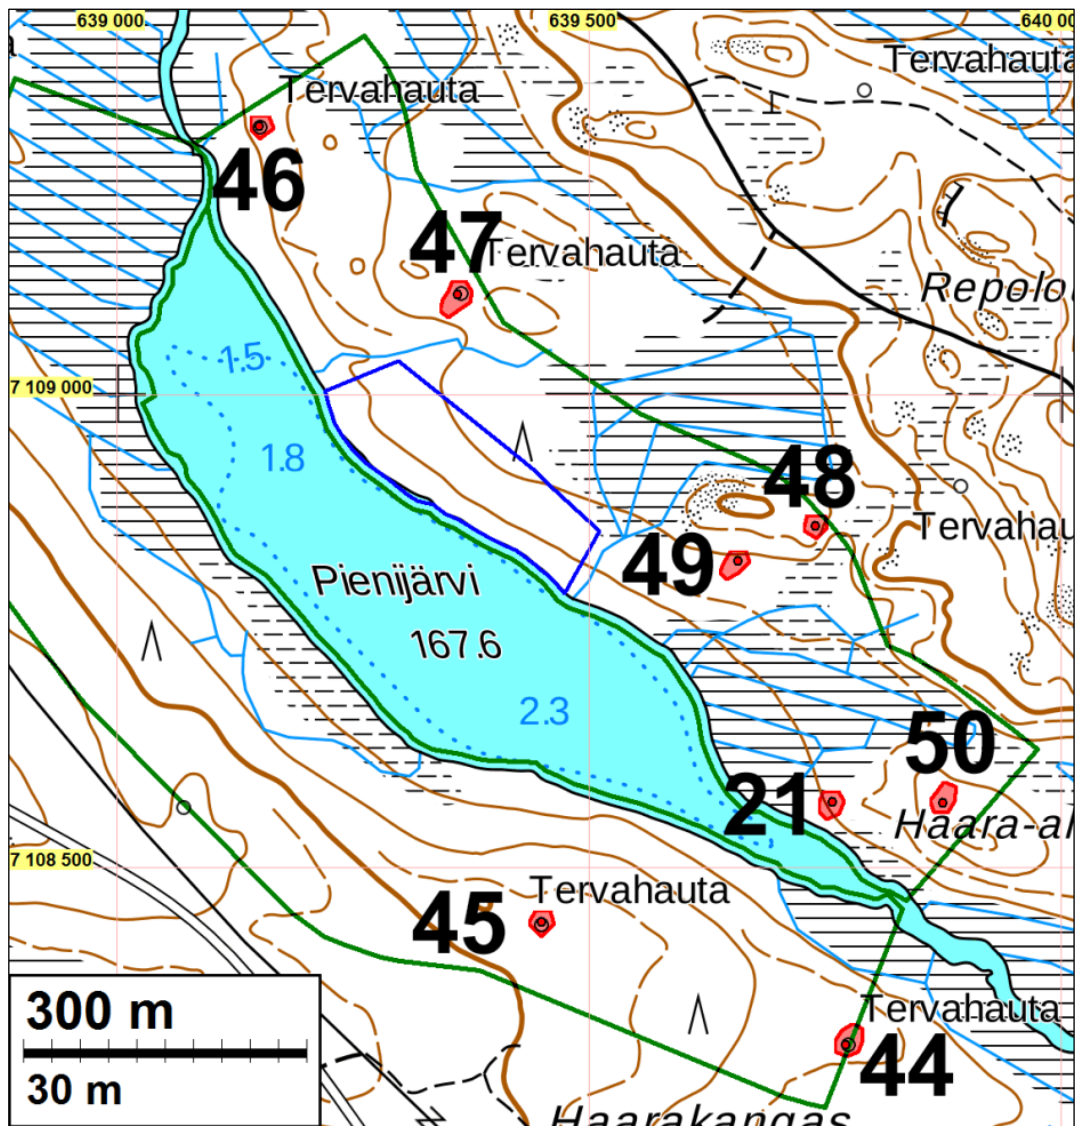 639 000
639 500
640 00
a
Tervahauta
Tervahauta
46
47
Tervahauta
Repolo
7 109 000
1.5
1.8
48
Tervahau
49
Pienijärvi
167.6
2.3
50
21
Haara-al
7 108 500
Tervahauta
45
300 m
30 m
Tervahauta
44
Haarakangas